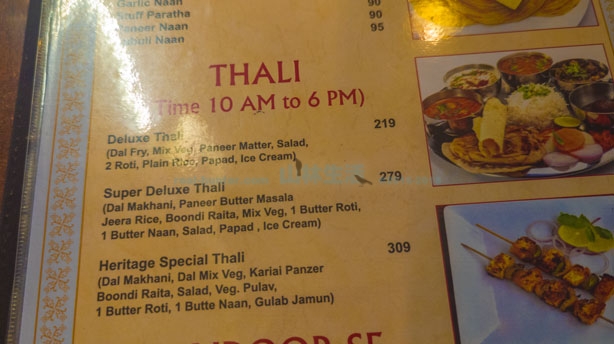 Garlic Naan 90
Stuff Paratha 90
Paneer Naan 95
Kabuli Naan
THALI
(Time 10 AM to 6 PM)
Deluxe Thali 219
(Dal Fry, Mix Veg, Paneer Matter, Salad,
2 Roti, Plain Rice, Papad, Ice Cream)
Super Deluxe Thali 279
(Dal Makhani, Paneer Butter Masala
Jeera Rice, Boondi Raita, Mix Veg, 1 Butter Roti,
1 Butter Naan, Salad, Papad , Ice Cream)
Heritage Special Thali 309
(Dal Makhani, Dal Mix Veg, Kariai Panzer
Boondi Raita, Salad, Veg. Pulav,
1 Butter Roti, 1 Butte Naan, Gulab Jamun)